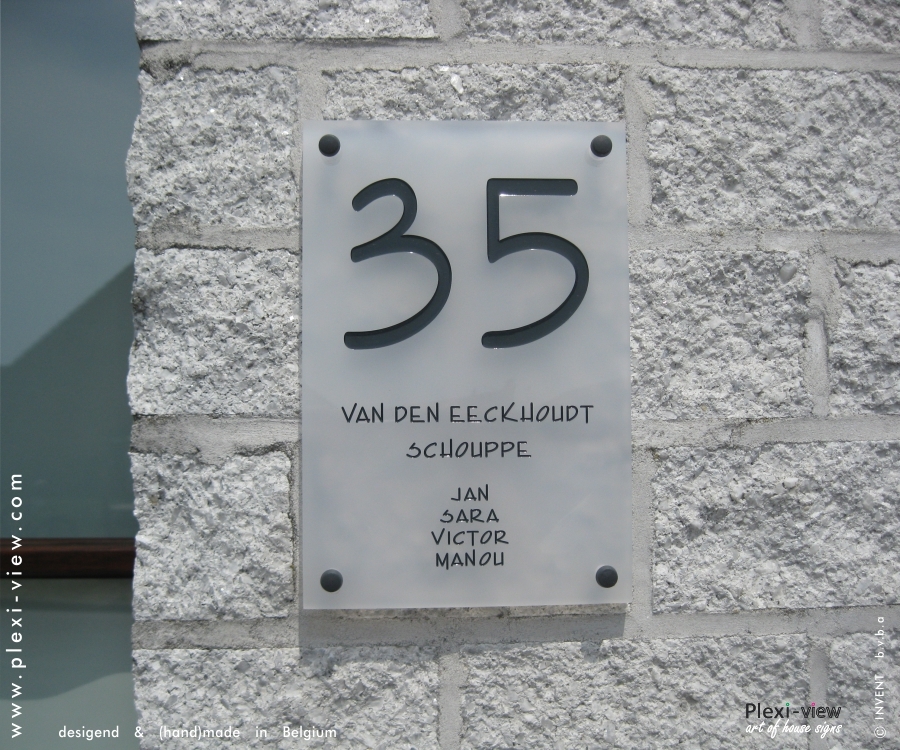 35
VAN DEN EECKHOUDT
SCHOUPPE
JAN
SARA
VICTOR
MANOU
www.plexi-view.com
desigend & (hand)made in Belgium
Plexi-view
art of house signs
© INVENT b.v.b.a